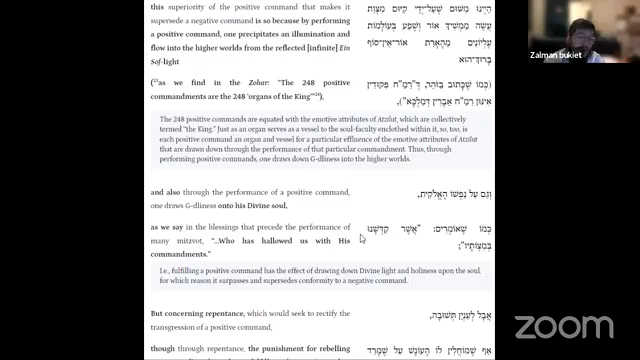 this superiority of the positive command that makes it
supersede a negative command is so because by performing
a positive command, one precipitates an illumination and
flow into the higher worlds from the reflected [infinite] Ein
Sof-light
הַיְינוּ מִשּׁוּם שֶׁעַל־יְדֵי קִיּוּם מִצְוַת
עֲשֵׂה מַמְשִׁיךְ אוֹר וְשֶׁפַע בְּעוֹלָמוֹת
עֶלְיוֹנִים מֵהֶאָרַת אוֹר־אֵין־סוֹף
בָּרוּךְ־הוּא
(as we find in the Zohar: "The 248 positive
commandments are the 248 'organs of the King'"),
(כְּמוֹ שֶׁכָּתוּב בַּזֹּהַר, דִּ"רְמַ"ח פִּקּוּדִין
אִינּוּן רְמַ"ח אֵבָרִין דְּמַלְכָּא"),
The 248 positive commandments are equated with the emotive attributes of Atzilut, which are collectively
termed "the King." Just as an organ serves as a vessel to the soul-faculty enclothed within it, so, too, is
each positive commandment an organ and vessel for a particular effluence of the emotive attributes of Atzilut
that are drawn down through the performance of that particular commandment. Thus, through
performing positive commands, one draws down G-dliness into the higher worlds.
and also through the performance of a positive command,
one draws G-dliness onto his Divine soul,
וְגַם עַל נַפְשׁוֹ הָאֱלֹקִית,
as we say in the blessings that precede the performance of
many mitzvot, "...Who has hallowed us with His
commandments."
כְּמוֹ שֶׁאוֹמְרִים: "אֲשֶׁר קִדְּשָׁנוּ
בְּמִצְוֹתָיו";
I.e., fulfilling a positive command has the effect of drawing down Divine light and holiness upon the soul,
for which reason it surpasses and supersedes conformity to a negative command.
But concerning repentance, which would seek to rectify the
transgression of a positive command,
אֲבָל לְעִנְיַן תְּשׁוּבָה,
though through repentance, the punishment for rebelling
אַף שֶׁמּוֹחֲלִין לוֹ הָעוֹנֶשׁ עַל שֶׁמָּרַד
Zalman bukiet
zoom